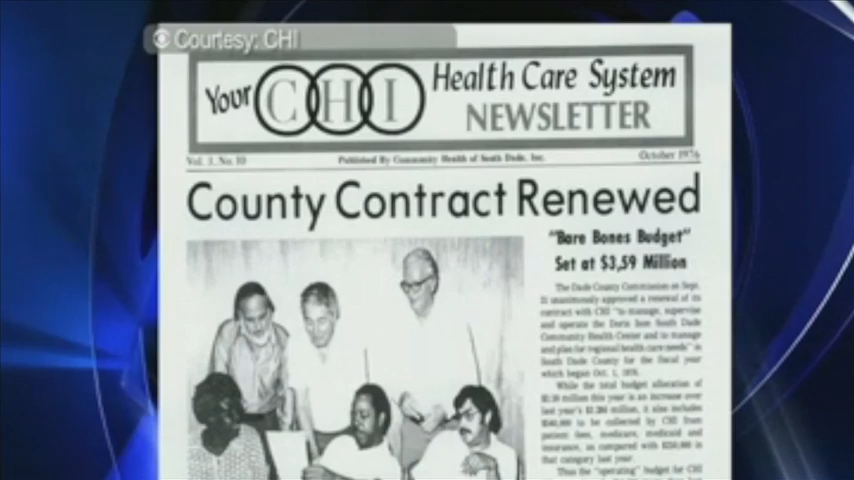 Courtesy: CHI
Your CHI Health Care System
NEWSLETTER
Vol. 3, No. 10 Published By Community Health of South Dade, Inc. October 1976
County Contract Renewed
"Bare Bones Budget"
Set at $3,59 Million
The Dade County Commission on Sept.
21 unanimously approved a renewal of its
contract with CHI "to manage, supervise
and operate the Doris Ison South Dade
Community Health Center and to manage
and plan for regional health care needs" in
South Dade County for the fiscal year
which began Oct. 1, 1976.
While the total budget allocation of
million this year is an increase over
last year's million, it also includes
to be collected by CHI from
patient fees, medicare, medicaid and
insurance, as compared with in
that category last year.
Thus the "operating" budget for CHI